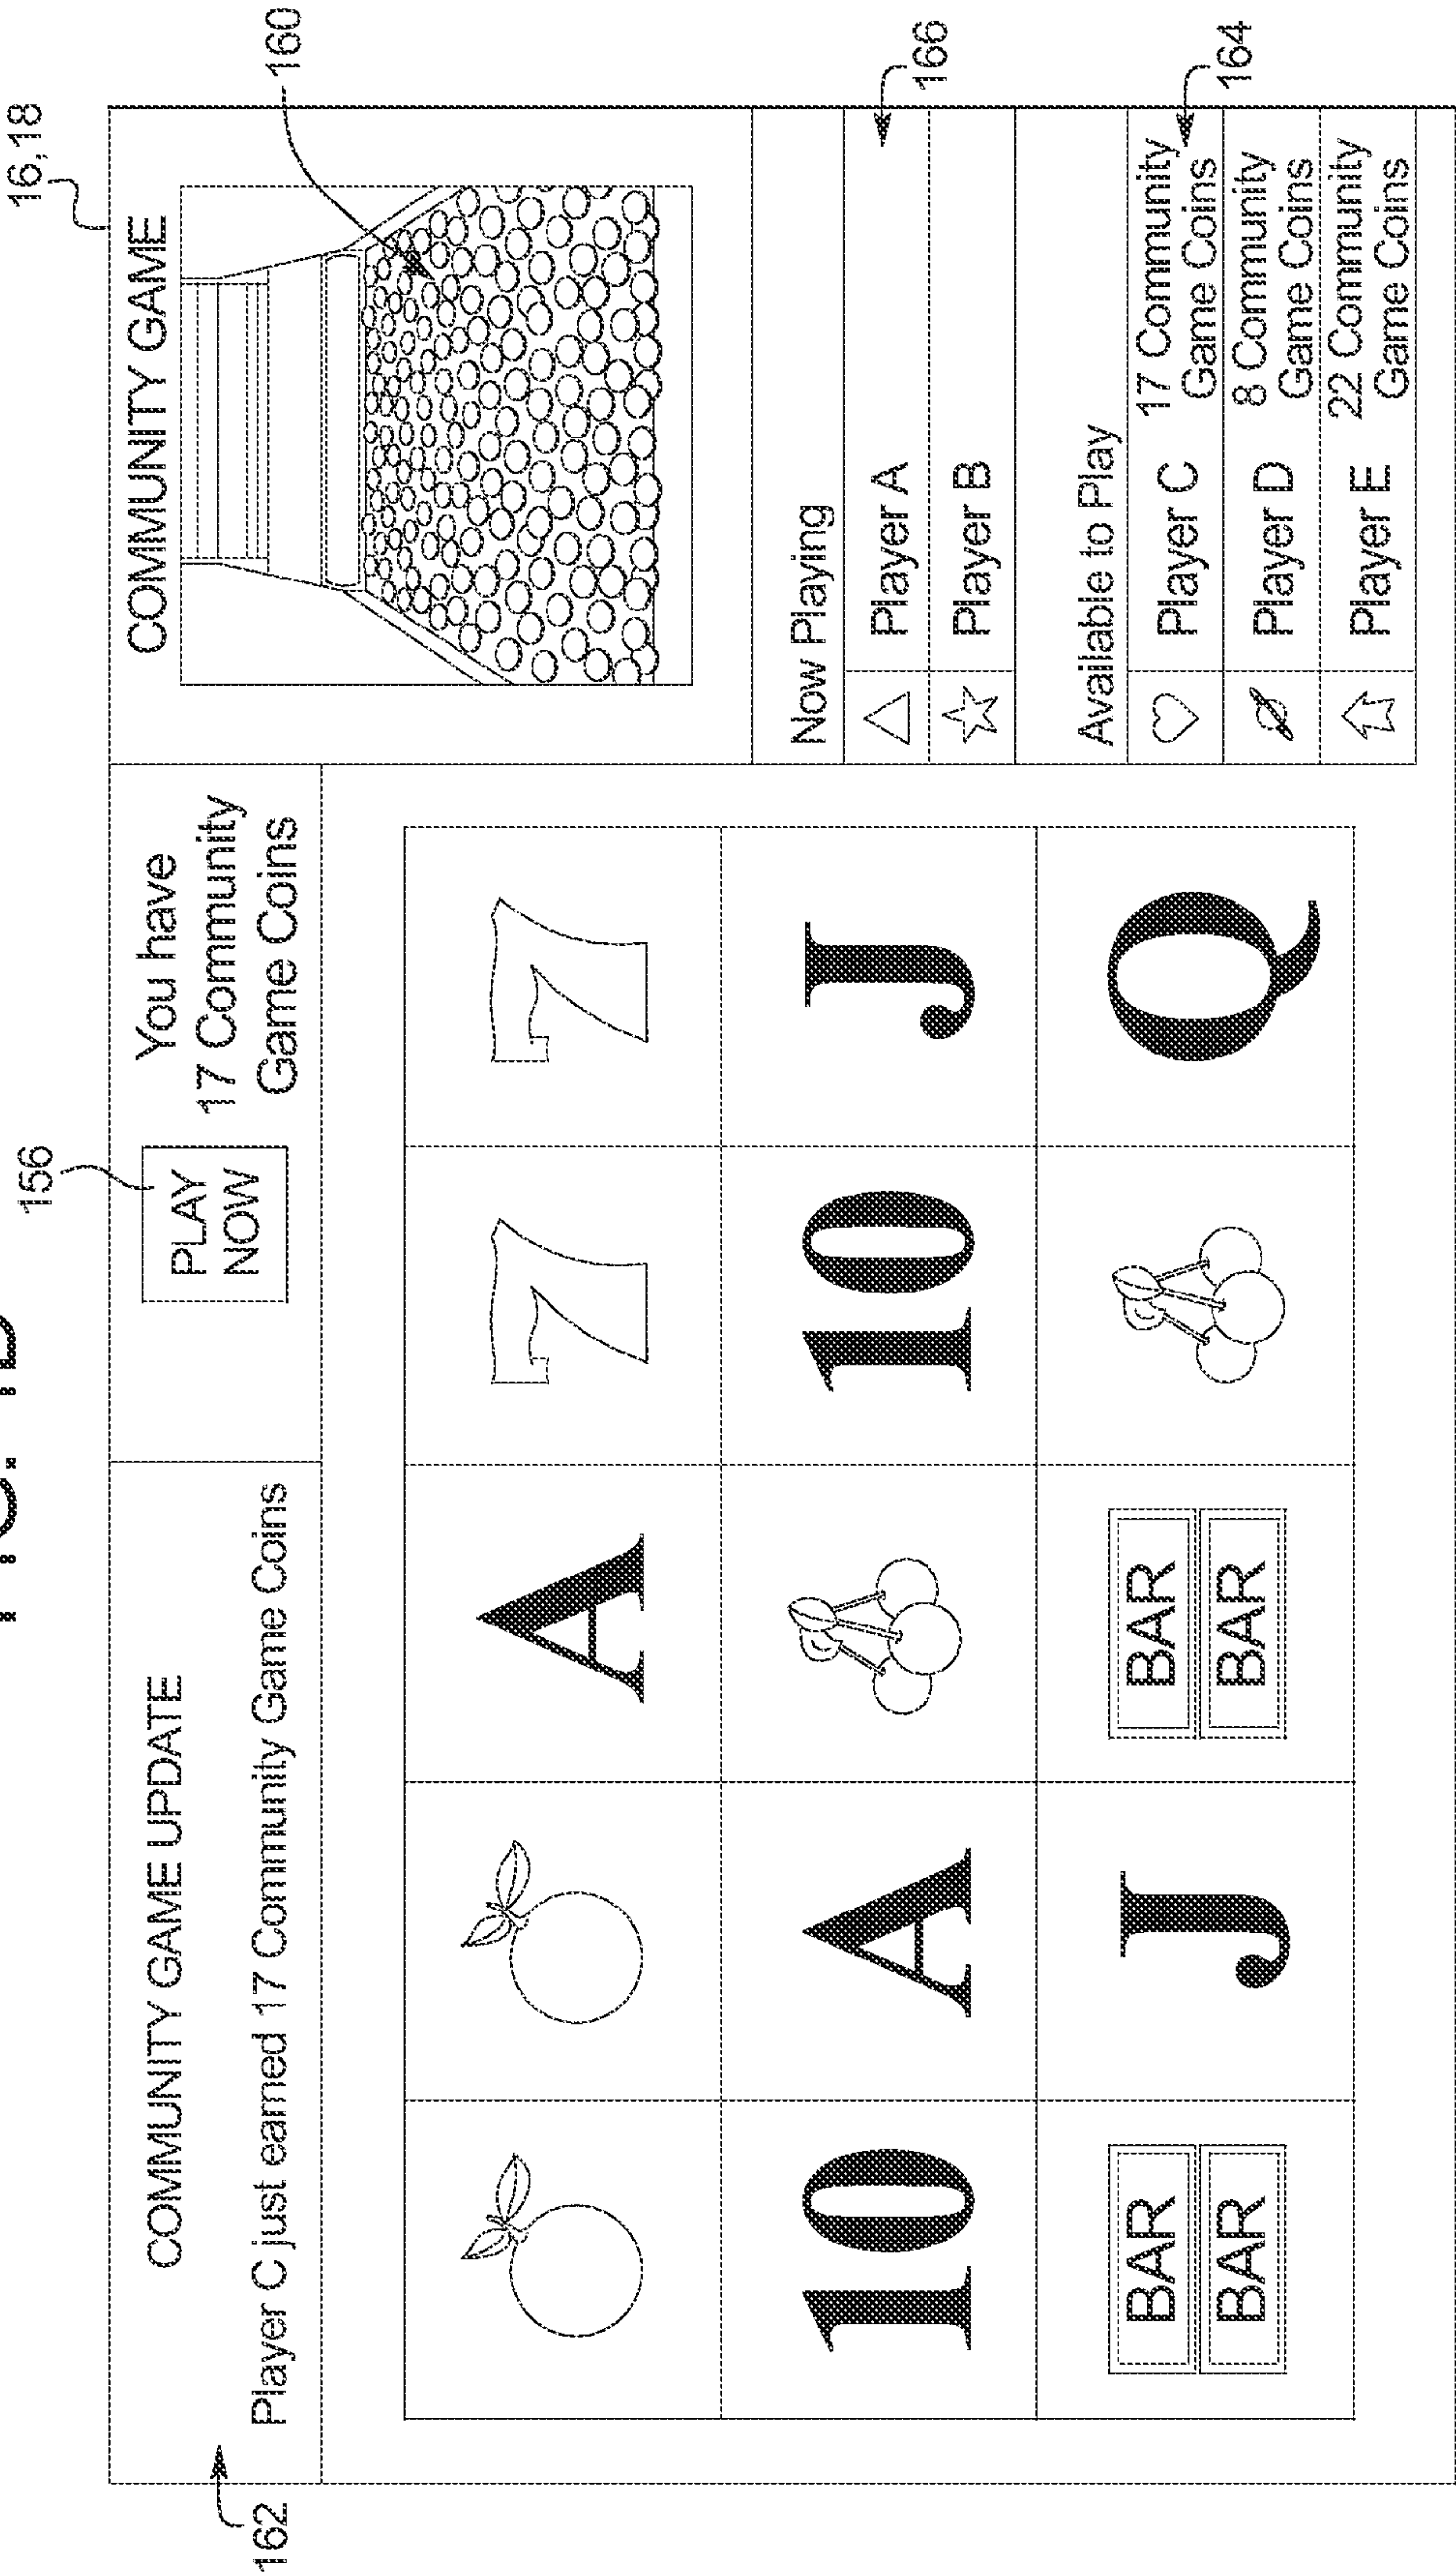 16,18
156
162
COMMUNITY GAME UPDATE
Player C just earned 17 Community Game Coins
PLAY
NOW
You have
17 Community
Game Coins
COMMUNITY GAME
160
A
7
7
10
A
10
J
BAR
BAR
J
BAR
BAR
Q
Now Playing
Player A
Player B
166
Available to Play
Player C
17 Community
Game Coins
164
Player D
8 Community
Game Coins
Player E
22 Community
Game Coins